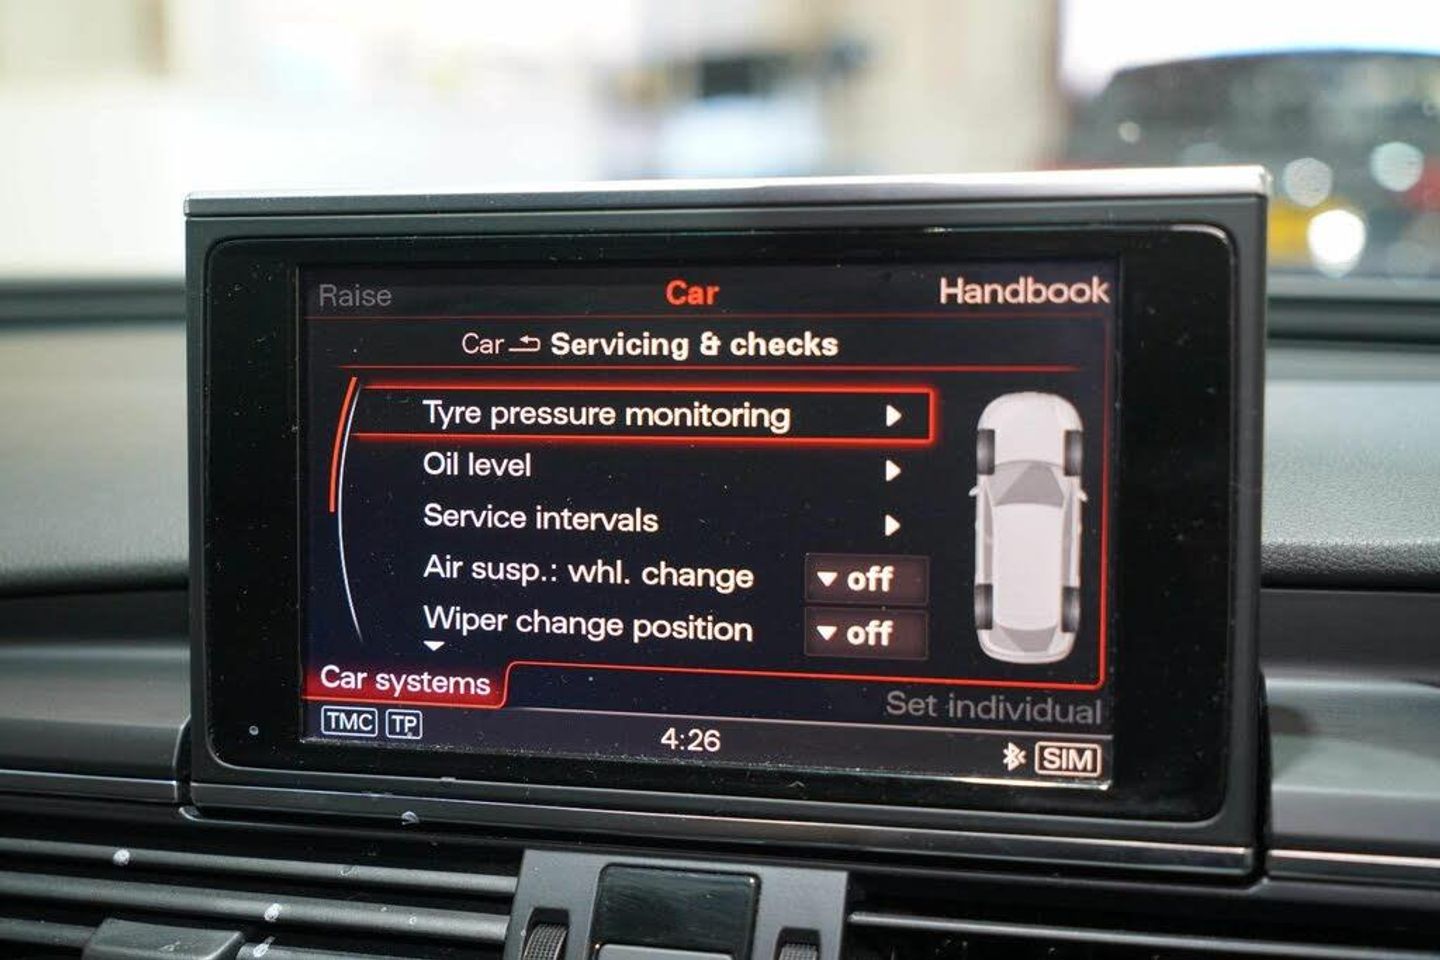 Raise Car Handbook
Car Servicing & checks
Tyre pressure monitoring
Oil level
Service intervals
Air susp.: whl. change off
Wiper change position off
Car systems
Set individual
TMC TP 4:26 SIM